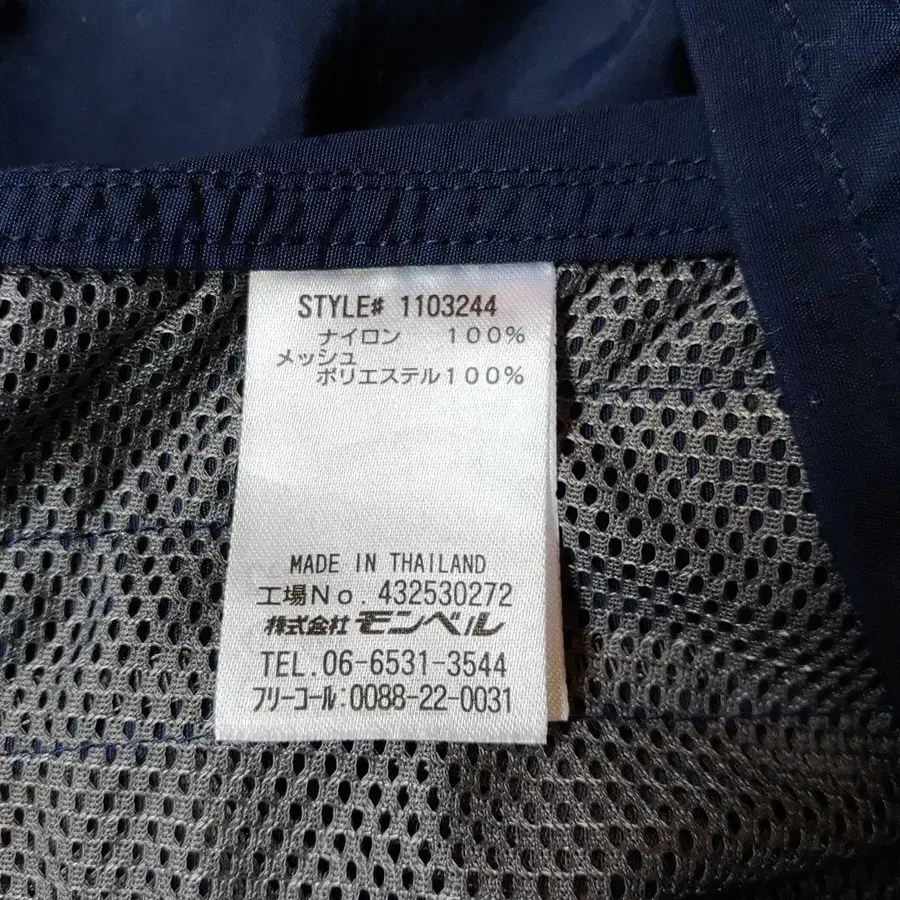 STYLE# 1103244
ナイロン 100%
メッシュ
ポリエステル100%
MADE IN THAILAND
工場No. 432530272
株式会社 モンベル
TEL.06-6531-3544
フリーコール:0088-22-0031